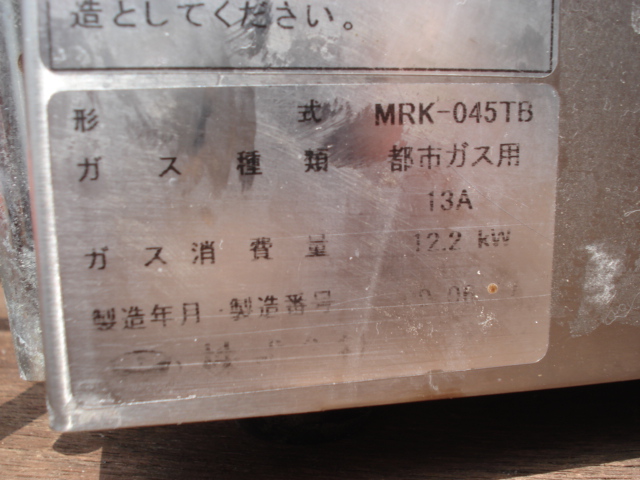 造としてください。
形 式 MRK-045TB
ガス種類 都市ガス用
13A
ガス消費量 12.2 kW
製造年月・製造番号